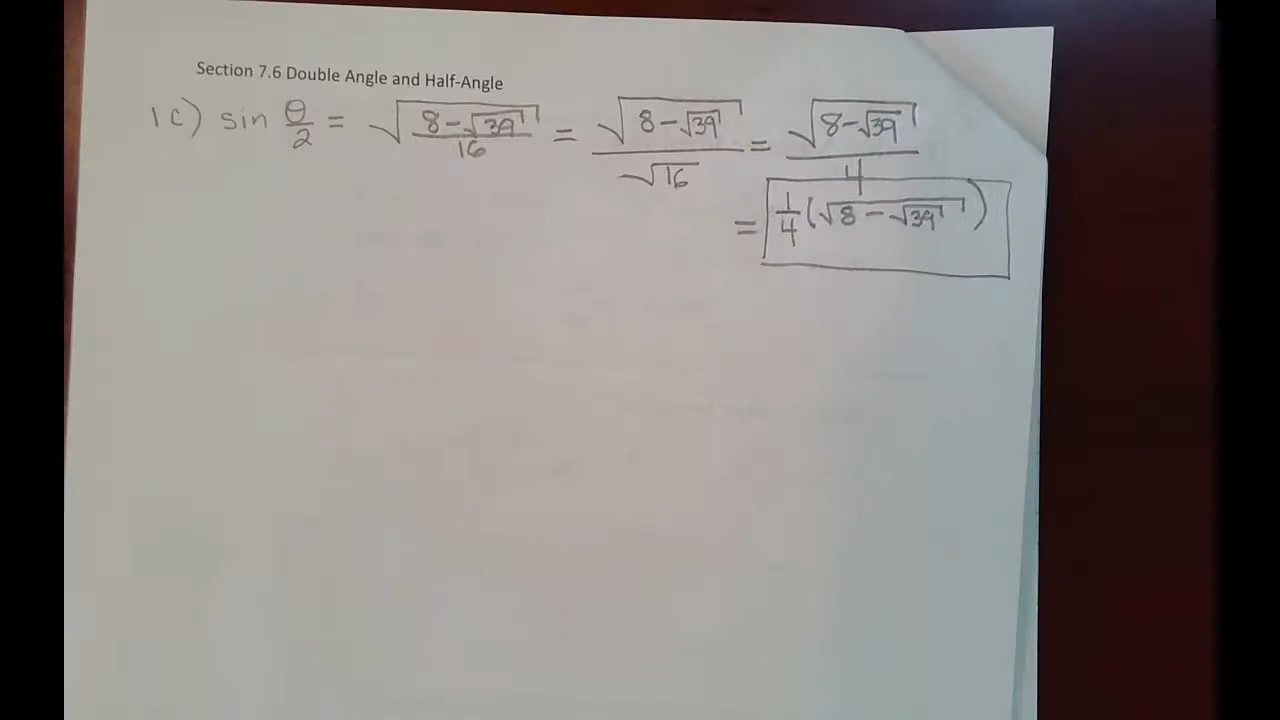 Section 7.6 Double Angle and Half-Angle
1c) sin θ/2 = √((8-√39)/16) = √(8-√39)/√16 = √(8-√39)/4
= 1/4(√(8-√39))